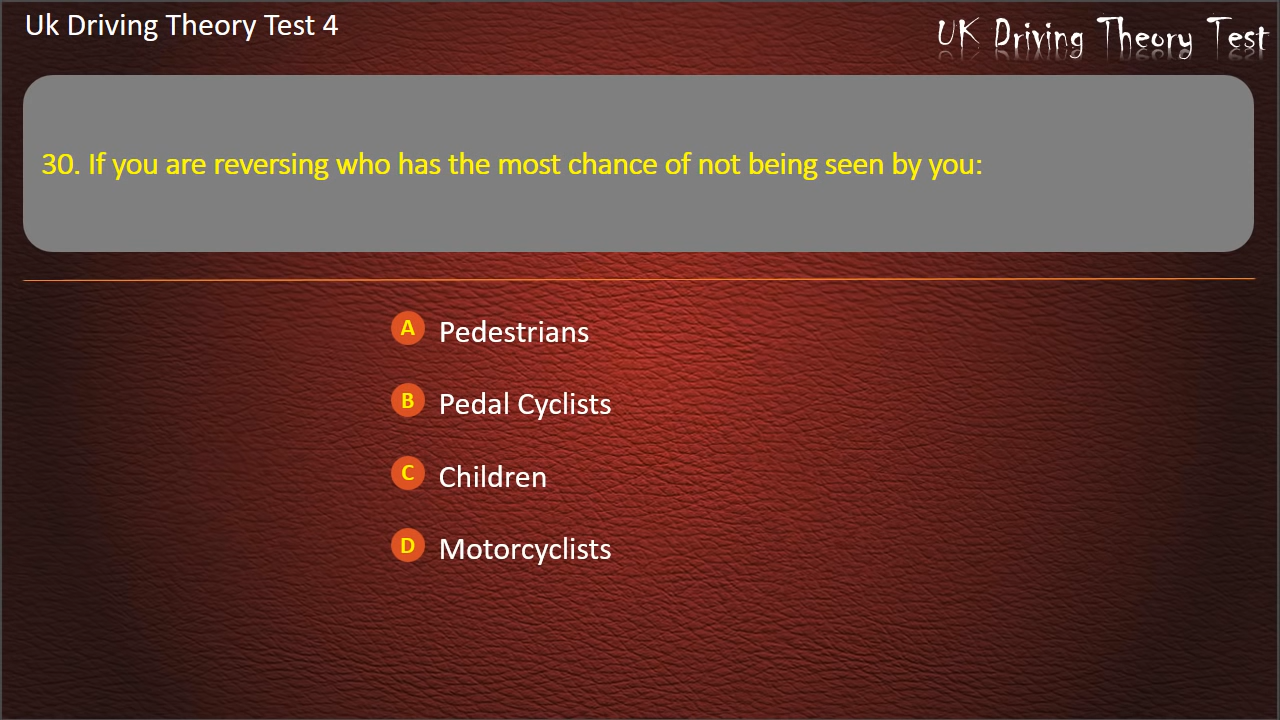 Uk Driving Theory Test 4
UK Driving Theory Test
30. If you are reversing who has the most chance of not being seen by you:
A Pedestrians
B Pedal Cyclists
C Children
D Motorcyclists